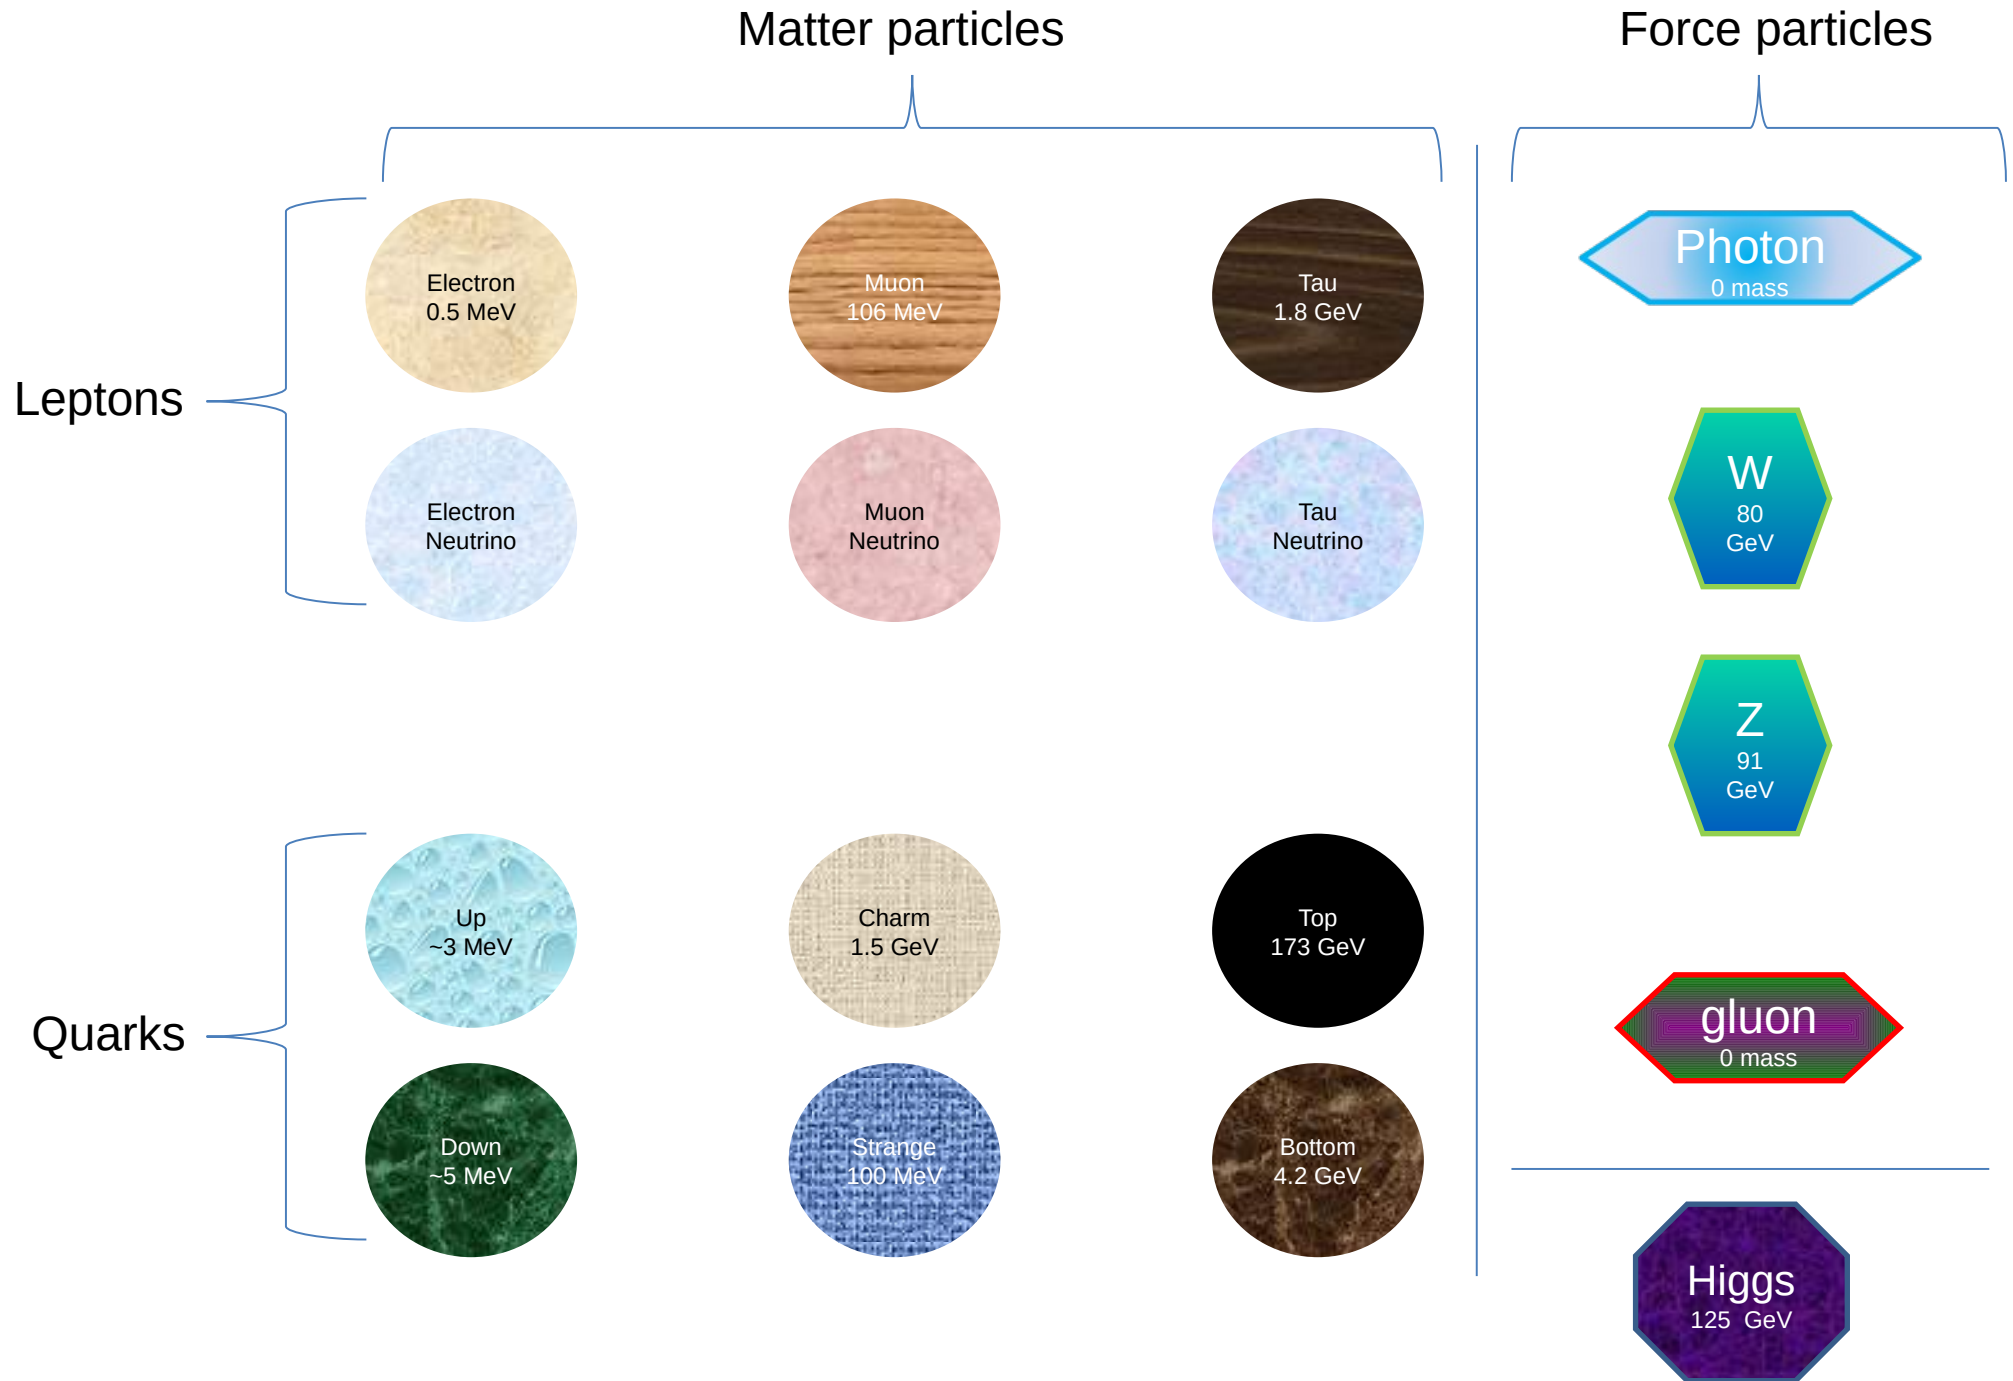 Matter particles
Force particles
Leptons
Electron
0.5 MeV
Muon
106 MeV
Tau
1.8 GeV
Electron
Neutrino
Muon
Neutrino
Tau
Neutrino
Quarks
Up
~3 MeV
Charm
1.5 GeV
Top
173 GeV
Down
~5 MeV
Strange
100 MeV
Bottom
4.2 GeV
Photon
0 mass
W
80
GeV
Z
91
GeV
gluon
0 mass
Higgs
125  GeV